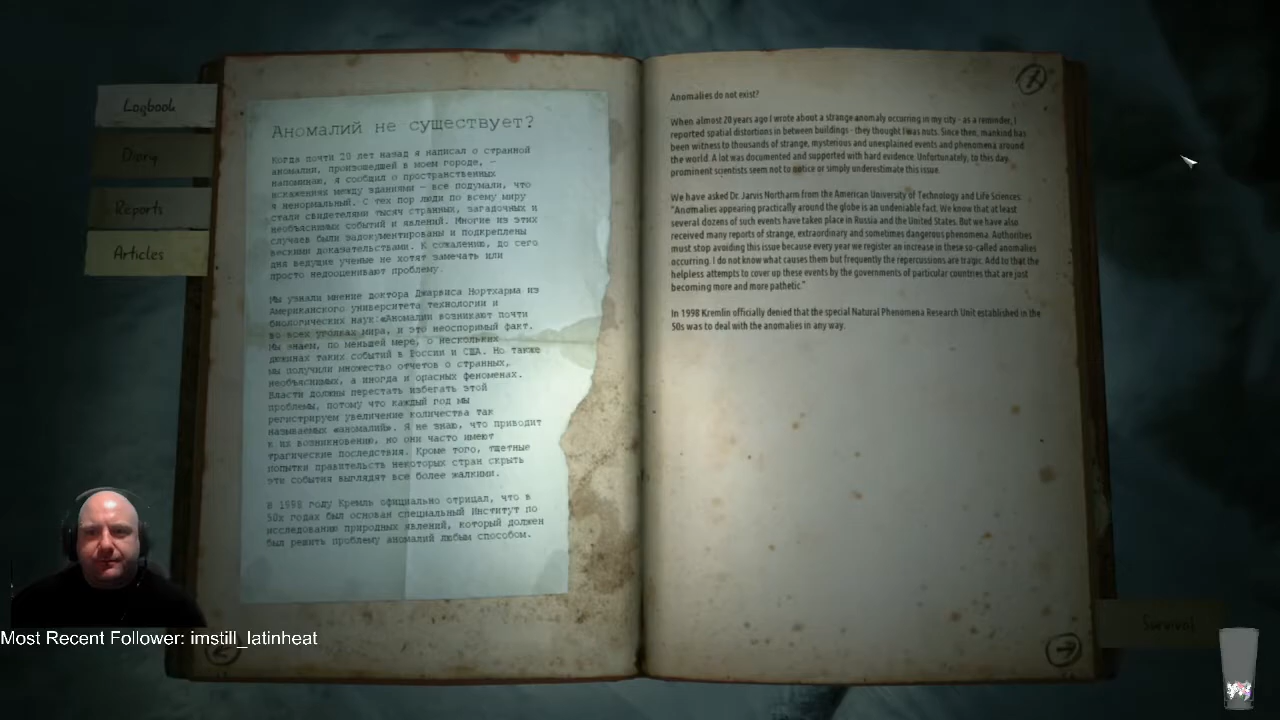 Logbook
Diary
Reports
Articles
Аномалий не существует?
Когда почти 20 лет назад я написал о странной
аномалии, произошедшей в моем городе, –
напоминаю, я сообщил о пространственных
искажениях между зданиями – все подумали, что
я ненормальный. С тех пор люди по всему миру
стали свидетелями тысяч странных, загадочных и
необъяснимых событий и явлений. Многие из этих
случаев были задокументированы и подкреплены
вескими доказательствами. К сожалению, до сего
дня ведущие ученые не хотят замечать или
просто недооценивают проблему.
Мы узнали мнение доктора Джарвиса Нортхарма из
Американского университета технологии и
биологических наук: «Аномалии возникают почти
во всех уголках мира, и это неоспоримый факт.
Мы знаем, по меньшей мере, о нескольких
дюжинах таких событий в России и США. Но также
мы получили множество отчетов о странных,
необъяснимых, а иногда и опасных феноменах.
Власти должны перестать избегать этой
проблемы, потому что каждый год мы
регистрируем увеличение количества так
называемых «аномалий». Я не знаю, что приводит
к их возникновению, но они часто имеют
трагические последствия. Кроме того, тщетные
попытки правительств некоторых стран скрыть
эти события выглядят все более жалкими.
В 1998 году Кремль официально отрицал, что в
50х годах был основан специальный Институт по
исследованию природных явлений, который должен
был решить проблему аномалий любым способом.
Anomalies do not exist?
When almost 20 years ago I wrote about a strange anomaly occurring in my city - as a reminder, I
reported spatial distortions in between buildings - they thought I was nuts. Since then, mankind has
been witness to thousands of strange, mysterious and unexplained events and phenomena around
the world. A lot was documented and supported with hard evidence. Unfortunately, to this day,
prominent scientists seem not to notice or simply underestimate this issue.
We have asked Dr. Jarvis Northarm from the American University of Technology and Life Sciences:
"Anomalies appearing practically around the globe is an undeniable fact. We know that at least
several dozens of such events have taken place in Russia and the United States. But we have also
received many reports of strange, extraordinary and sometimes dangerous phenomena. Authorities
must stop avoiding this issue because every year we register an increase in these so-called anomalies
occurring. I do not know what causes them but frequently the repercussions are tragic. Add to that the
helpless attempts to cover up these events by the governments of particular countries that are just
becoming more and more pathetic."
In 1998 Kremlin officially denied that the special Natural Phenomena Research Unit established in the
50s was to deal with the anomalies in any way.
Survival
Most Recent Follower: imstill_latinheat